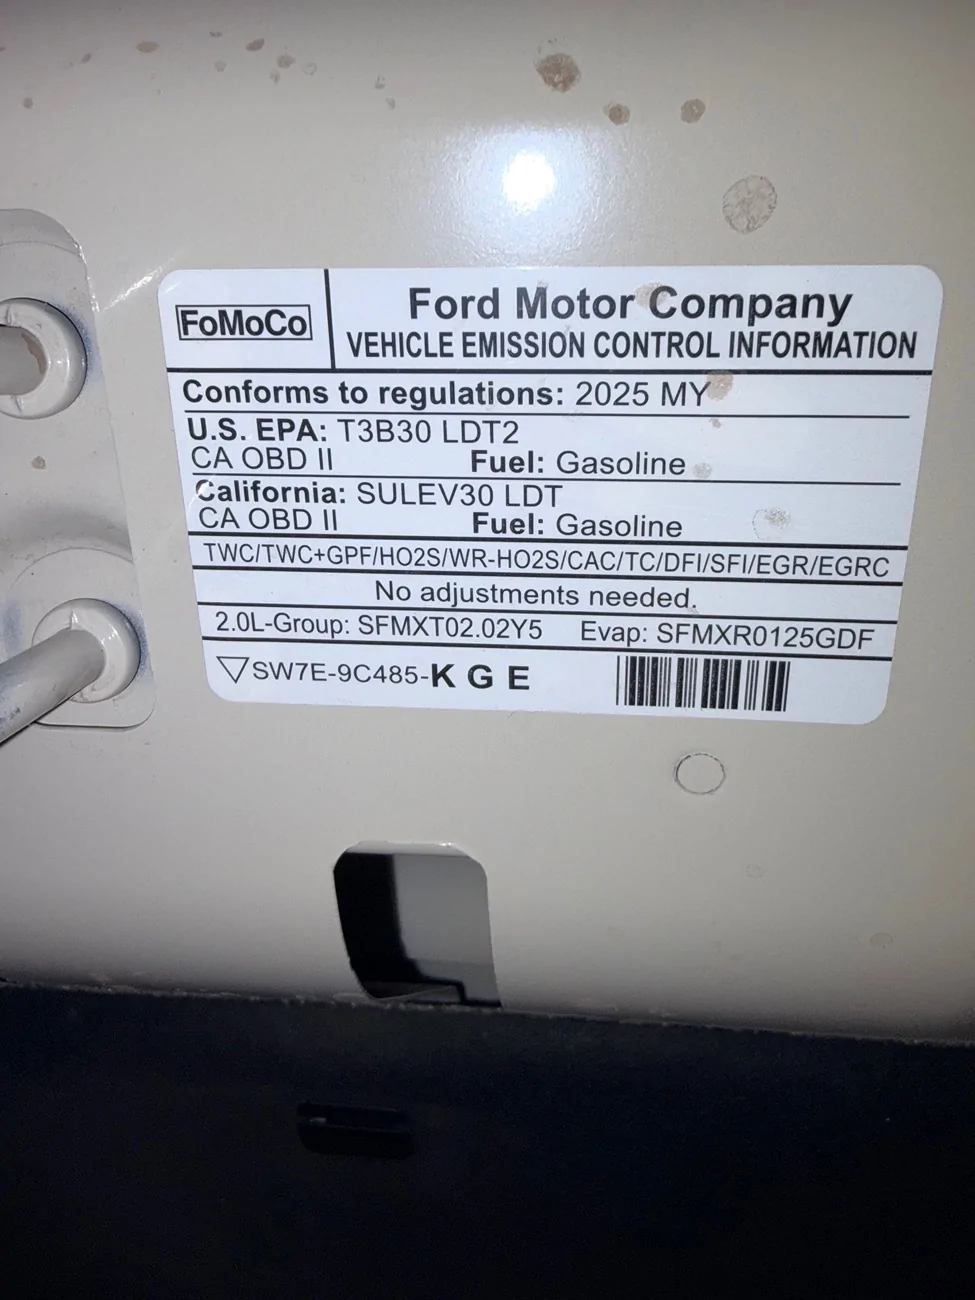 FoMoCo
Ford Motor Company
VEHICLE EMISSION CONTROL INFORMATION
Conforms to regulations: 2025 MY
U.S. EPA: T3B30 LDT2
CA OBD II Fuel: Gasoline
California: SULEV30 LDT
CA OBD II Fuel: Gasoline
TWC/TWC+GPF/HO2S/WR-HO2S/CAC/TC/DFI/SFI/EGR/EGRC
No adjustments needed.
2.0L-Group: SFMXT02.02Y5 Evap: SFMXR0125GDF
▽SW7E-9C485-K G E